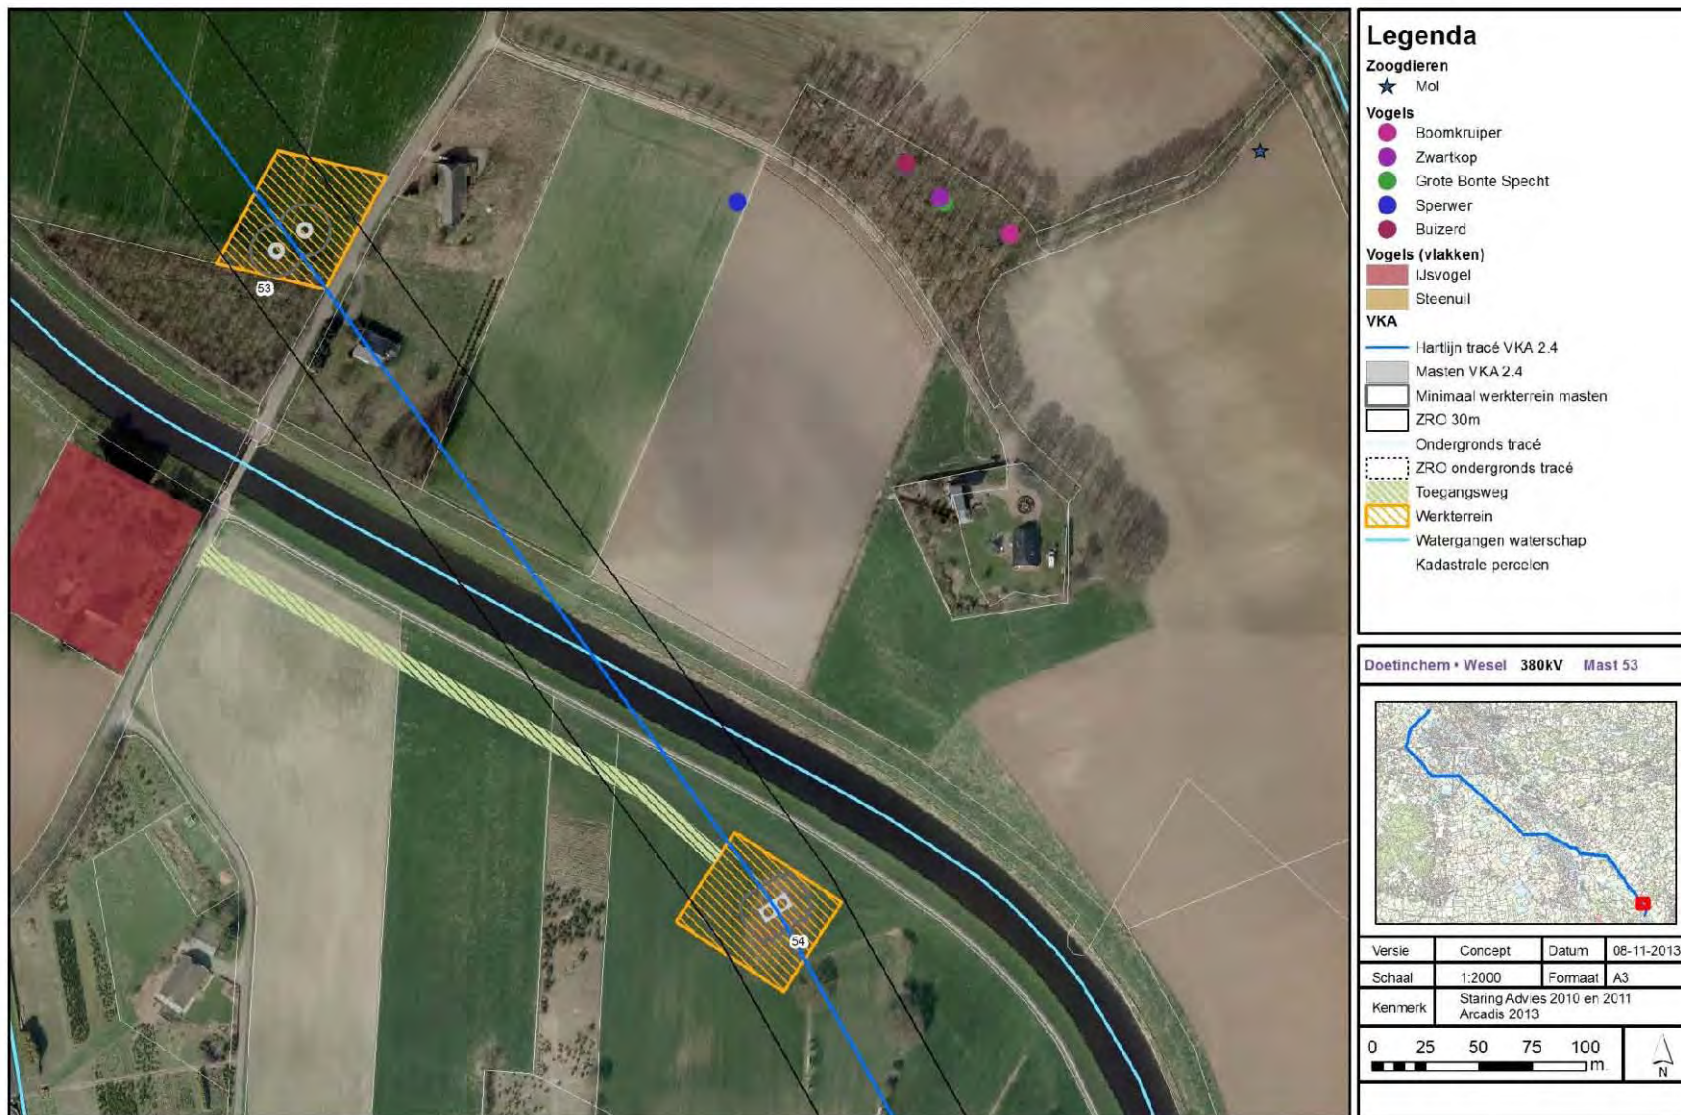 53
54
Legenda
Zoogdieren
Mol
Vogels
Boomkruiper
Zwartkop
Grote Bonte Specht
Sperwer
Buizerd
Vogels (vlakken)
IJsvogel
Steenuil
VKA
Hartlijn tracé VKA 2.4
Masten VKA 2.4
Minimaal werkterrein masten
ZRO 30m
Ondergronds tracé
ZRO ondergronds tracé
Toegangsweg
Werkterrein
Watergangen waterschap
Kadastrale percelen
Doetinchem • Wesel 380kV Mast 53
Versie Concept Datum 08-11-2013
Schaal 1:2000 Formaat A3
Kenmerk Staring Advies 2010 en 2011
Arcadis 2013
0 25 50 75 100
m.
N